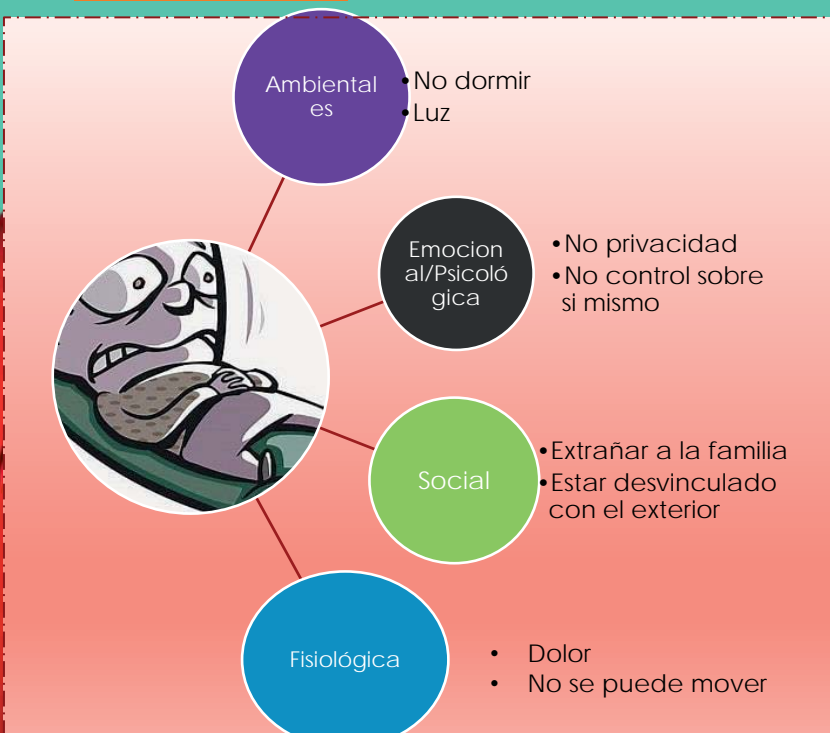 Ambiental
es
• No dormir
• Luz
Emocion
al/Psicoló
gica
• No privacidad
• No control sobre
si mismo
Social
• Extrañar a la familia
• Estar desvinculado
con el exterior
Fisiológica
• Dolor
• No se puede mover